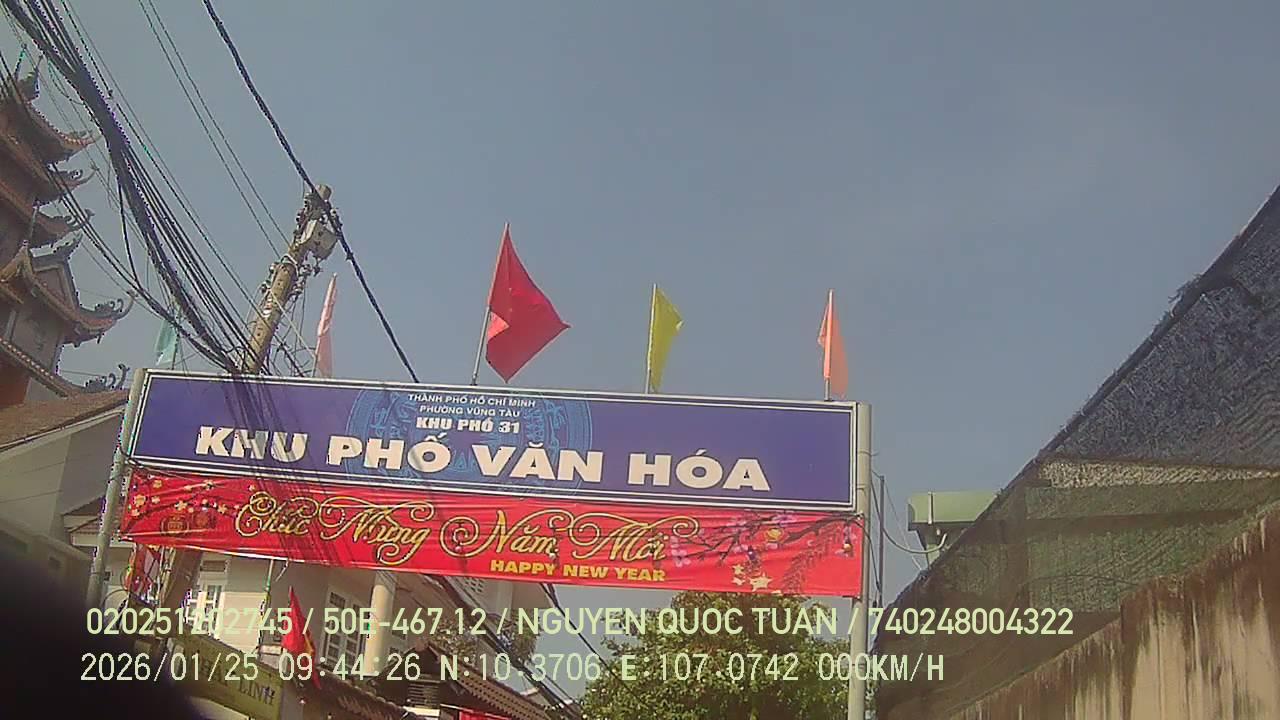 THÀNH PHỐ HỒ CHÍ MINH
PHƯỜNG VŨNG TÀU
KHU PHỐ 31
KHU PHỐ VĂN HÓA
Chúc Mừng Năm Mới
HAPPY NEW YEAR
LINH
020251202745 / 50E-467.12 / NGUYEN QUOC TUAN / 740248004322
2026/01/25 09:44:26 N:10.3706 E:107.0742 000KM/H